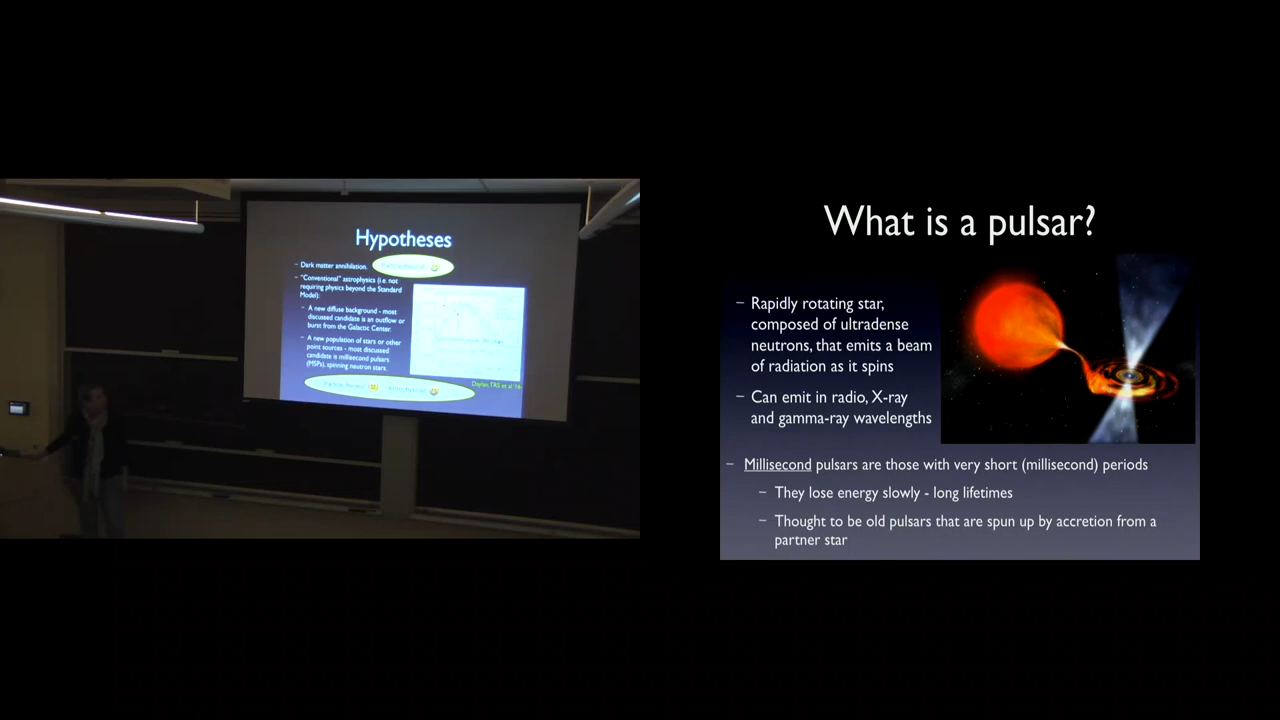 Hypotheses
– Dark matter annihilation.
– "Conventional" astrophysics (i.e. not
requiring physics beyond the Standard
Model):
– A new diffuse background - most
discussed candidate is an outflow or
burst from the Galactic Center.
– A new population of stars or other
point sources - most discussed
candidate is millisecond pulsars
(MSPs), spinning neutron stars.
What is a pulsar?
– Rapidly rotating star,
composed of ultradense
neutrons, that emits a beam
of radiation as it spins
– Can emit in radio, X-ray
and gamma-ray wavelengths
– Millisecond pulsars are those with very short (millisecond) periods
– They lose energy slowly - long lifetimes
– Thought to be old pulsars that are spun up by accretion from a
partner star